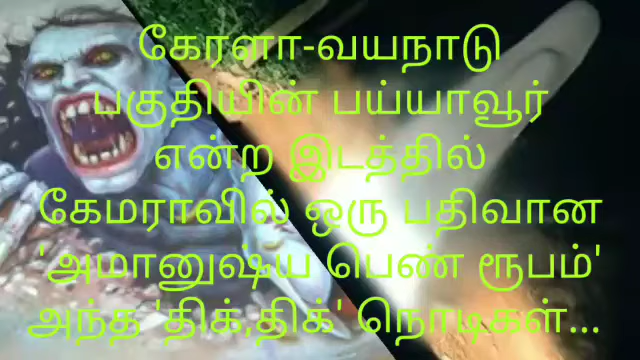 கேரளா-வயநாடு
பகுதியின் பய்யாவூர்
என்ற இடத்தில்
கேமராவில் ஒரு பதிவான
'அமானுஷ்ய பெண் ரூபம்'
அந்த 'திக்,திக்' நொடிகள்...